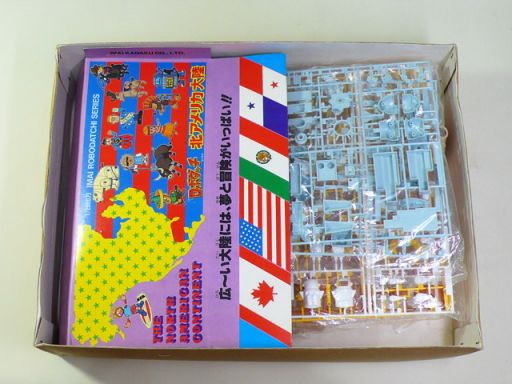 IMAI KAGAKU CO., LTD.
IMAI ROBODATCHI SERIES
ロボダッチ 北アメリカ大陸
広〜い大陸には、夢と冒険がいっぱい!!
THE
NORTH
AMERICAN
CONTINENT